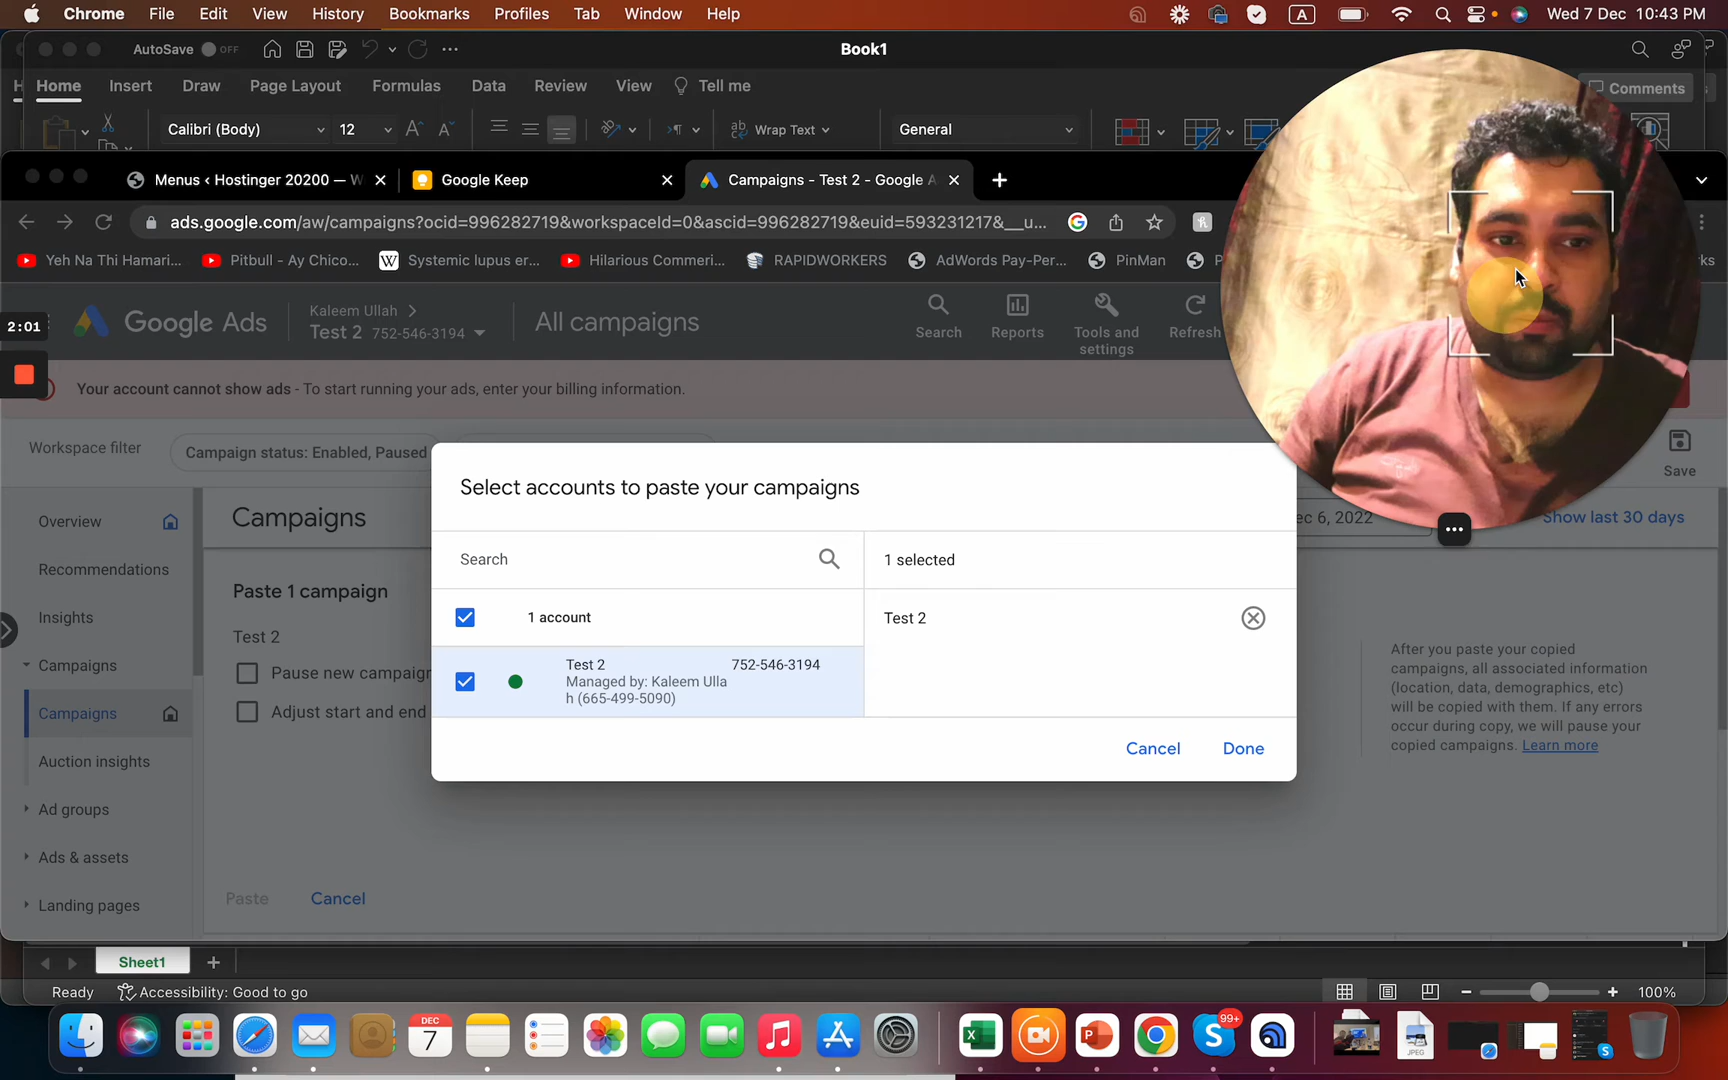 Chrome File Edit View History Bookmarks Profiles Tab Window Help
A Wed 7 Dec 10:43 PM
AutoSave OFF Book1
Home Insert Draw Page Layout Formulas Data Review View Tell me Comments
Calibri (Body) 12 Wrap Text General
Menus ‹ Hostinger 20200 — W Google Keep Campaigns - Test 2 - Google A
ads.google.com/aw/campaigns?ocid=996282719&workspaceId=0&ascid=996282719&euid=593231217&__u...
Yeh Na Thi Hamari... Pitbull - Ay Chico... Systemic lupus er... Hilarious Commeri... RAPIDWORKERS AdWords Pay-Per... PinMan
2:01
Google Ads
Kaleem Ullah
Test 2 752-546-3194
All campaigns
Search Reports Tools and settings Refresh
Your account cannot show ads - To start running your ads, enter your billing information.
Workspace filter
Campaign status: Enabled, Paused
Save
Overview
Recommendations
Insights
Campaigns
Campaigns
Auction insights
Ad groups
Ads & assets
Landing pages
Campaigns
ec 6, 2022 Show last 30 days
Paste 1 campaign
Test 2
Pause new campaig
Adjust start and end
Paste Cancel
Select accounts to paste your campaigns
Search
1 selected
1 account
Test 2
Test 2 752-546-3194
Managed by: Kaleem Ulla
h (665-499-5090)
Cancel Done
After you paste your copied
campaigns, all associated information
(location, data, demographics, etc)
will be copied with them. If any errors
occur during copy, we will pause your
copied campaigns. Learn more
Sheet1
Ready Accessibility: Good to go 100%
DEC
7
99+
JPEG